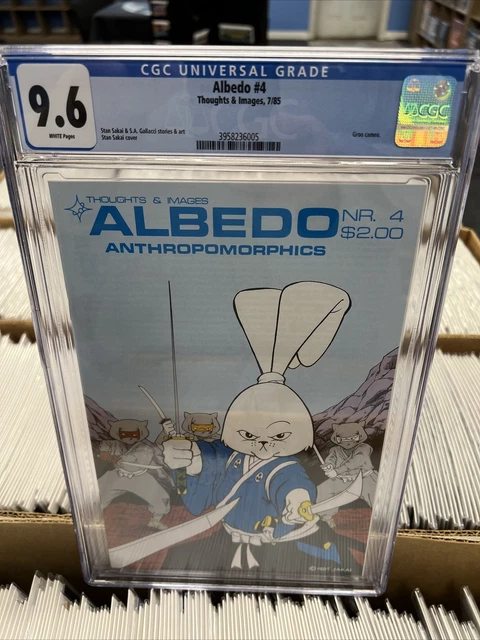 CGC UNIVERSAL GRADE
9.6
WHITE Pages
Albedo #4
Thoughts & Images, 7/85
Stan Sakai & S.A. Gallacci stories & art
Stan Sakai cover
3958236005
Groo cameo.
CGC
THOUGHTS & IMAGES
ALBEDO NR. 4
$2.00
ANTHROPOMORPHICS
SAKAI